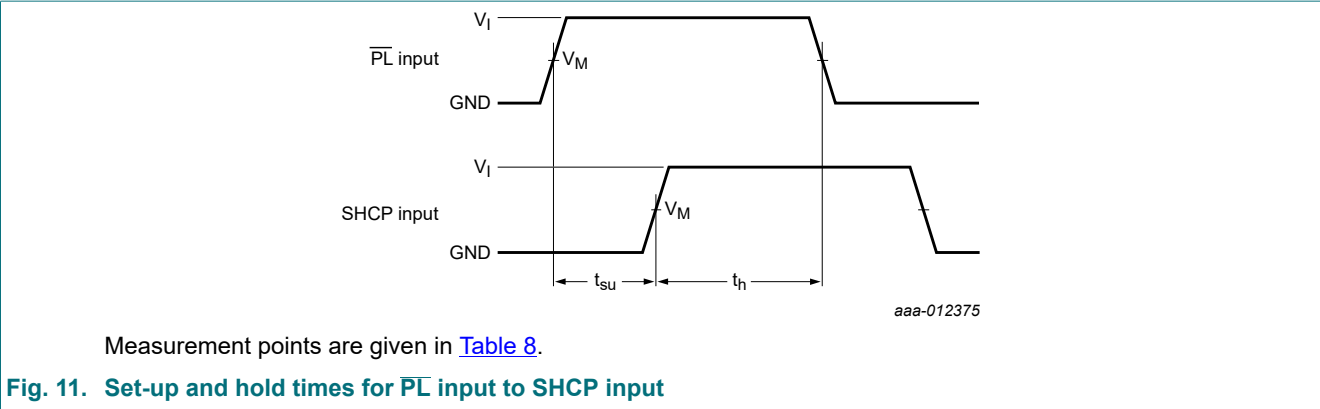 VI
PL input
VM
GND
VI
SHCP input
VM
GND
tsu
th
aaa-012375
Measurement points are given in Table 8.
Fig. 11. Set-up and hold times for PL input to SHCP input